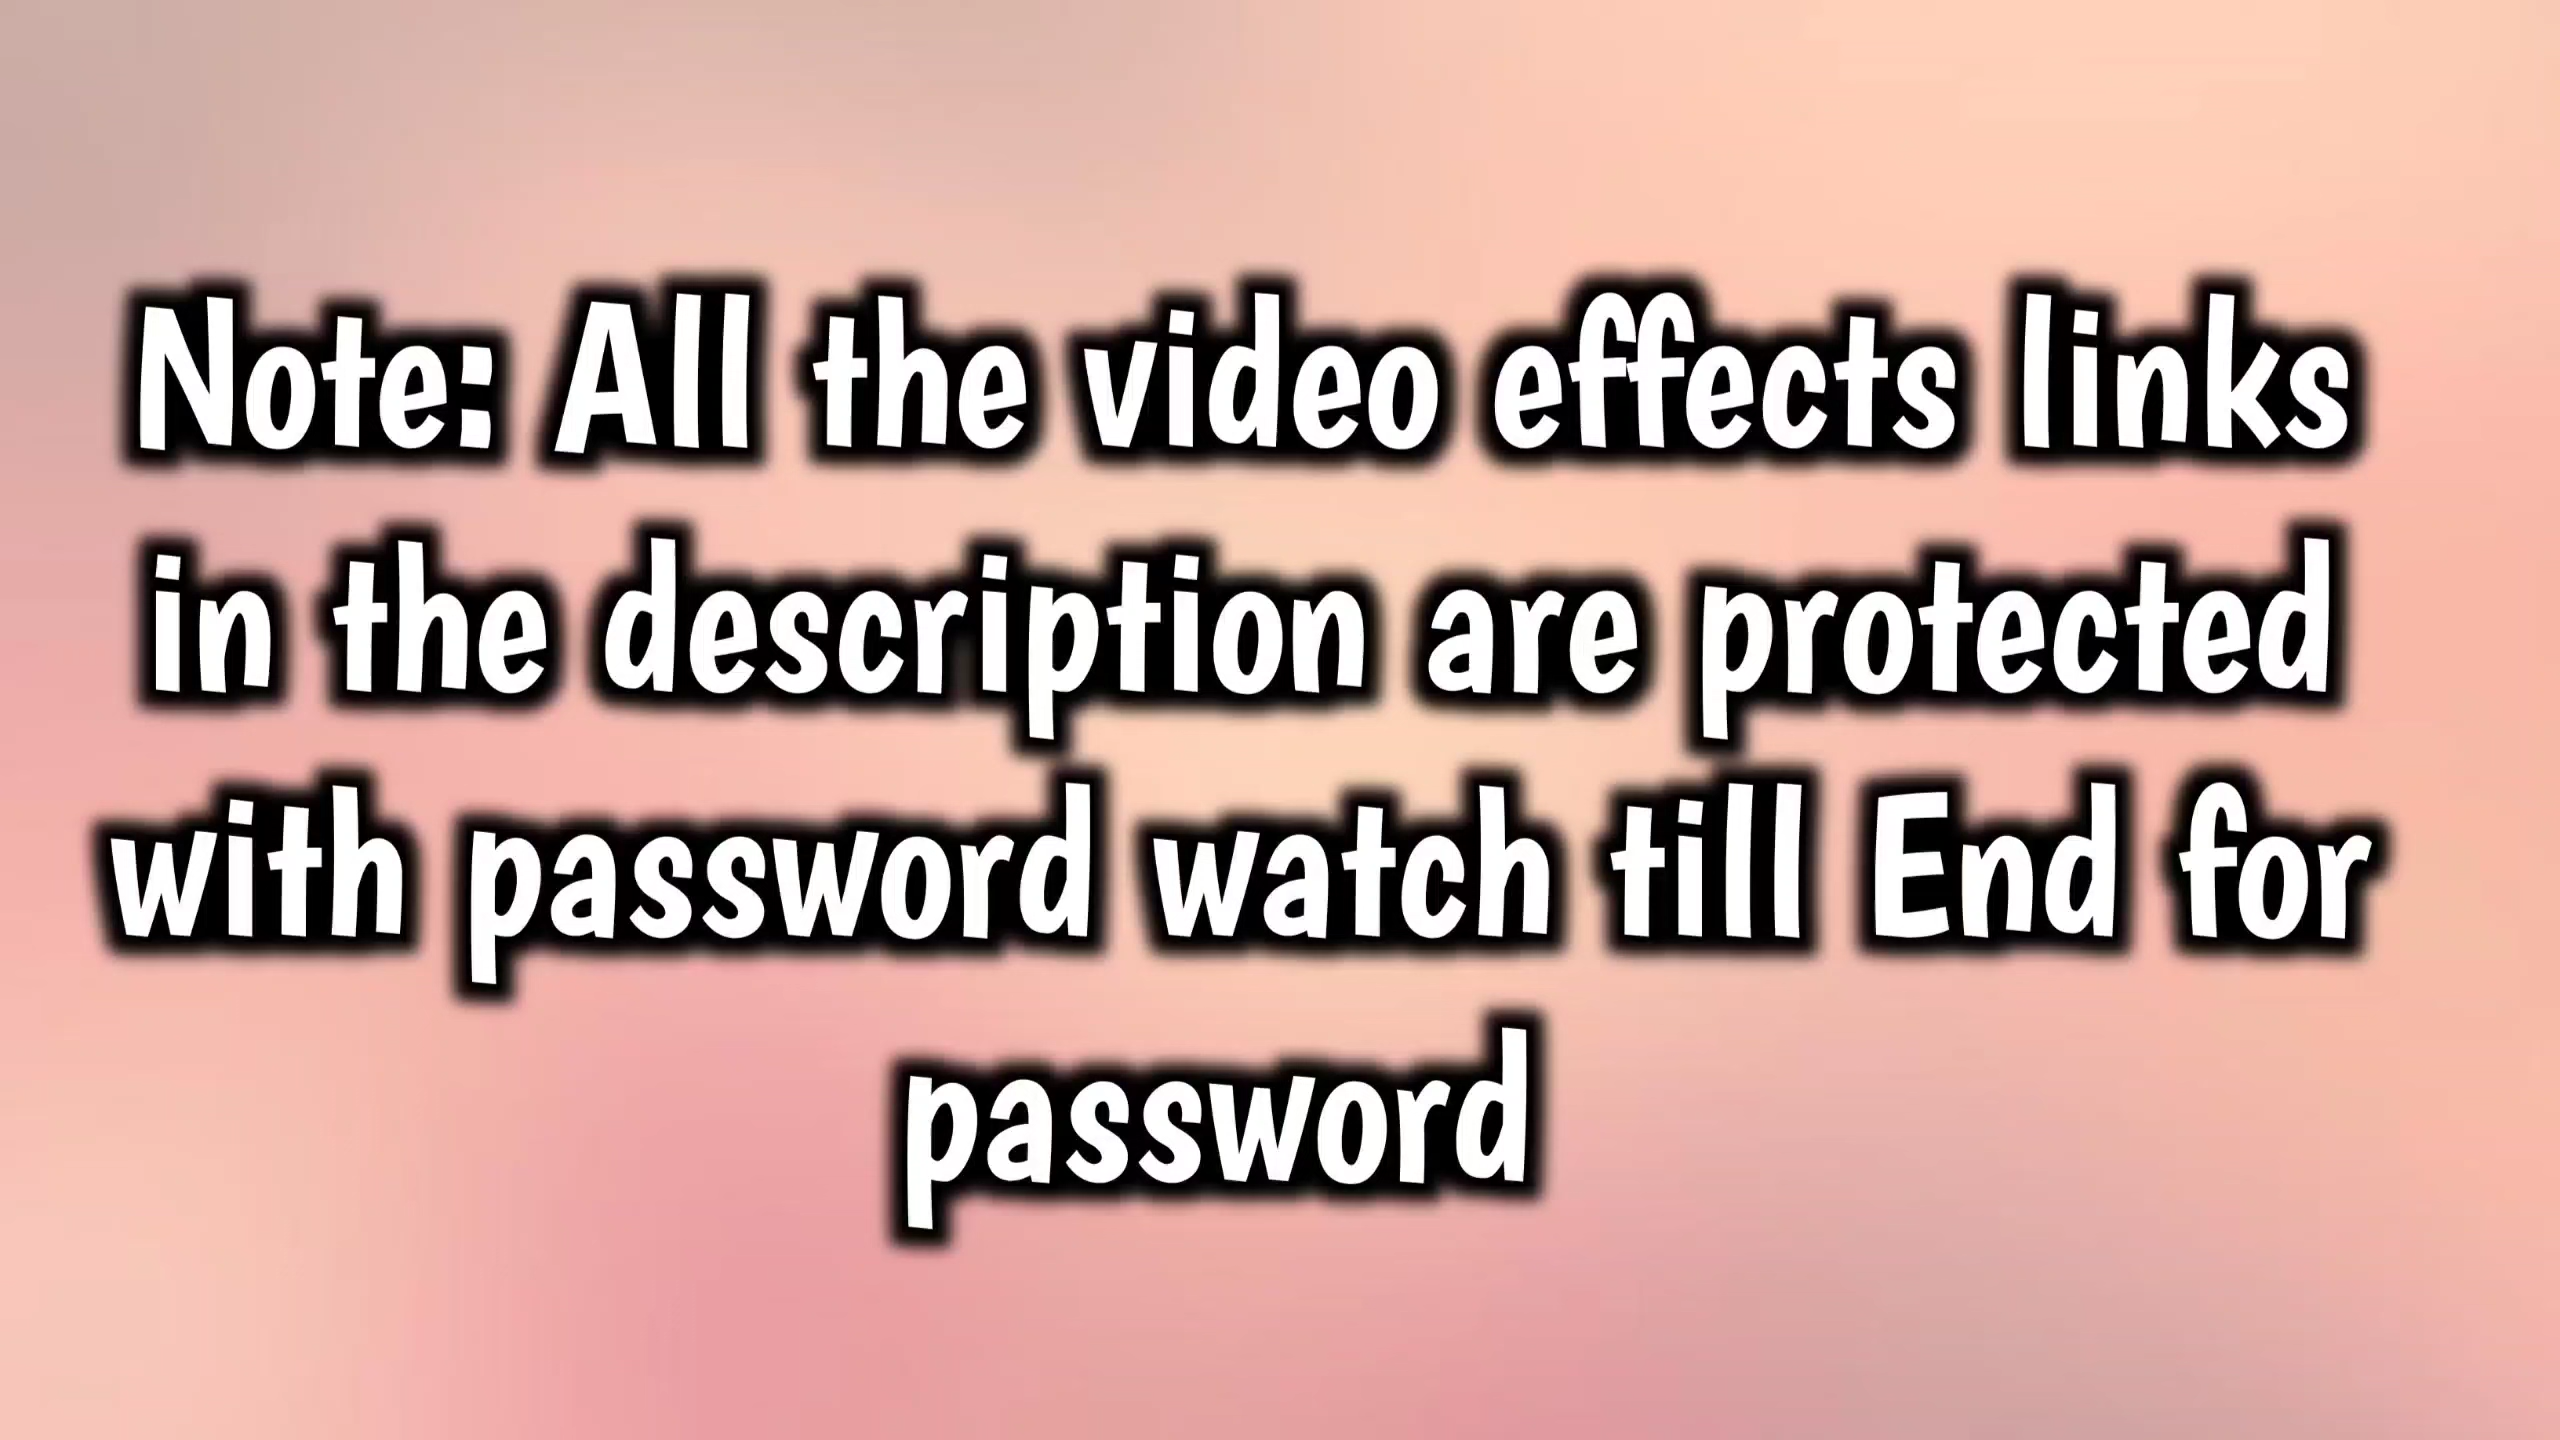 Note: All the video effects links
in the description are protected
with password watch till End for
password